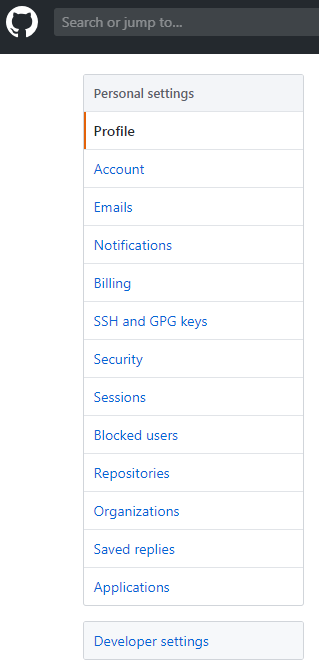 Search or jump to...
Personal settings
Profile
Account
Emails
Notifications
Billing
SSH and GPG keys
Security
Sessions
Blocked users
Repositories
Organizations
Saved replies
Applications
Developer settings